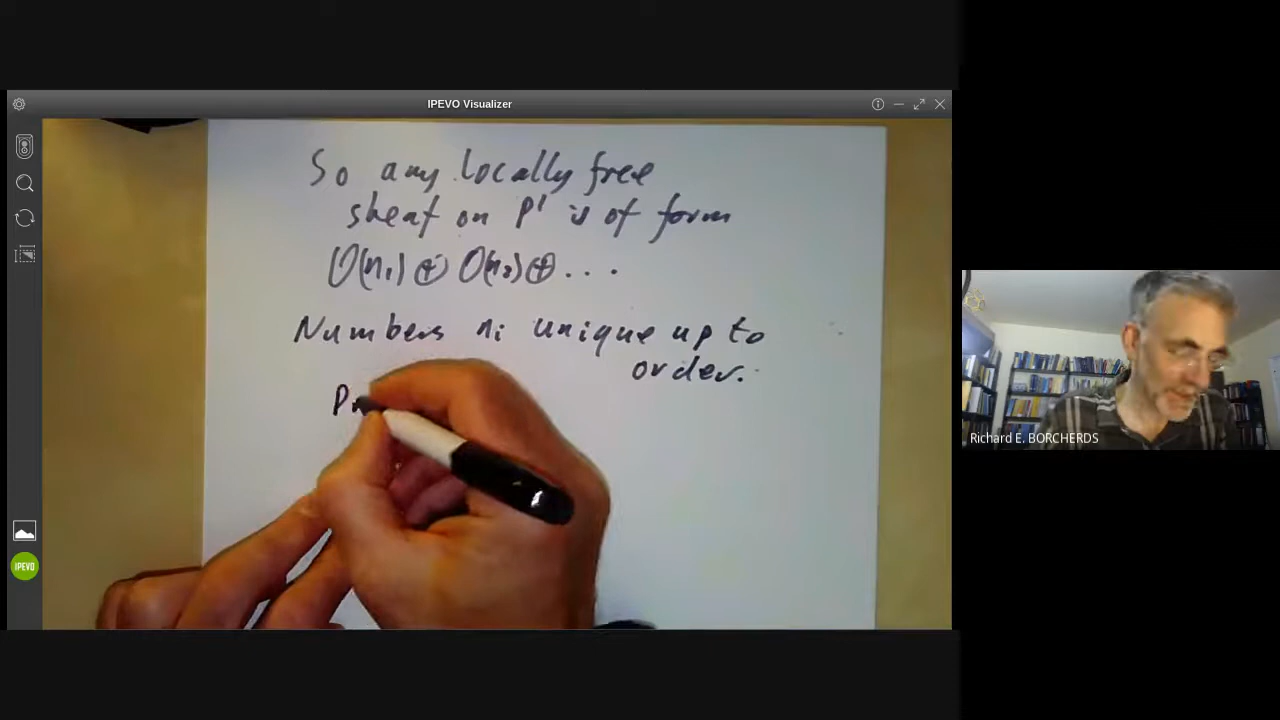 IPEVO Visualizer
So any locally free
sheaf on P¹ is of form
O(n₁) ⊕ O(n₂) ⊕ ...
Numbers nᵢ unique up to
order.
IPEVO
Richard E. BORCHERDS